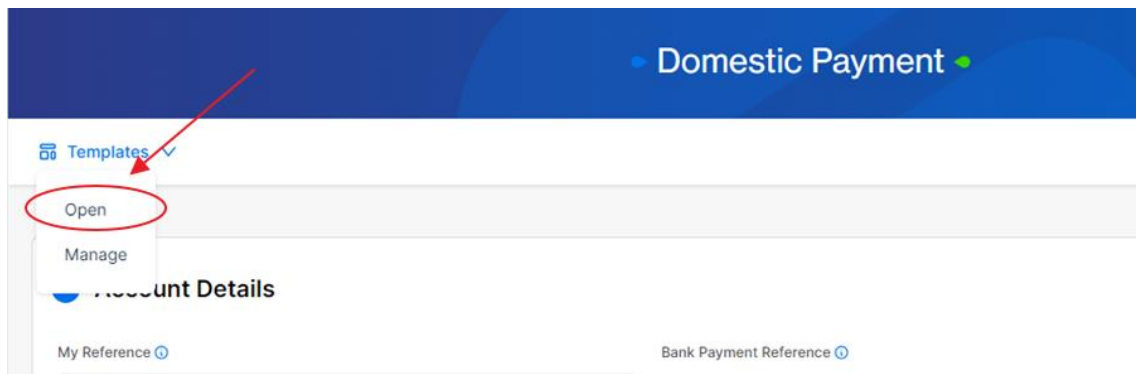 Domestic Payment
Templates
Open
Manage
Account Details
My Reference
Bank Payment Reference